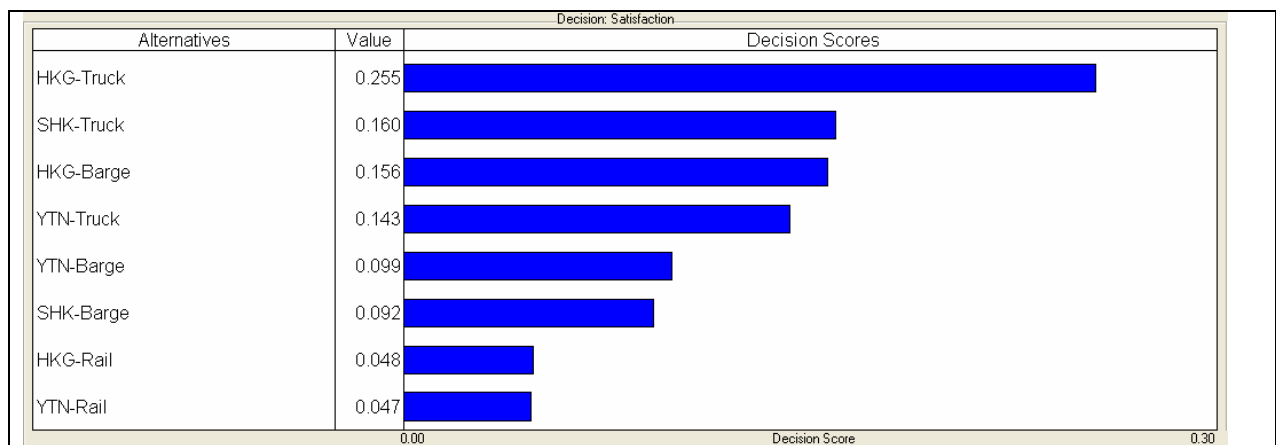 Decision: Satisfaction
Alternatives Value Decision Scores
HKG-Truck 0.255
SHK-Truck 0.160
HKG-Barge 0.156
YTN-Truck 0.143
YTN-Barge 0.099
SHK-Barge 0.092
HKG-Rail 0.048
YTN-Rail 0.047
0.00 Decision Score 0.30